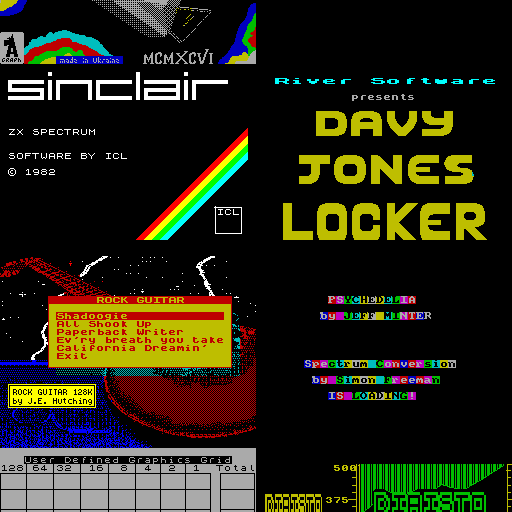 A
GRAPH
made in Ukraine
MCMXCVI
sinclair
ZX SPECTRUM
SOFTWARE BY ICL
© 1982
ICL
River Software
presents
DAVY
JONES
LOCKER
ROCK GUITAR
Shadoogie
All Shook Up
Paperback Writer
Ev'ry breath you take
California Dreamin'
Exit
ROCK GUITAR 128K
by J.E. Hutching
PSYCHEDELIA
by JEFF MINTER
Spectrum Conversion
by Simon Freeman
IS LOADING!
User Defined Graphics Grid
128 64 32 16 8 4 2 1 Total
500
375
DIAISTO
DIAISTO